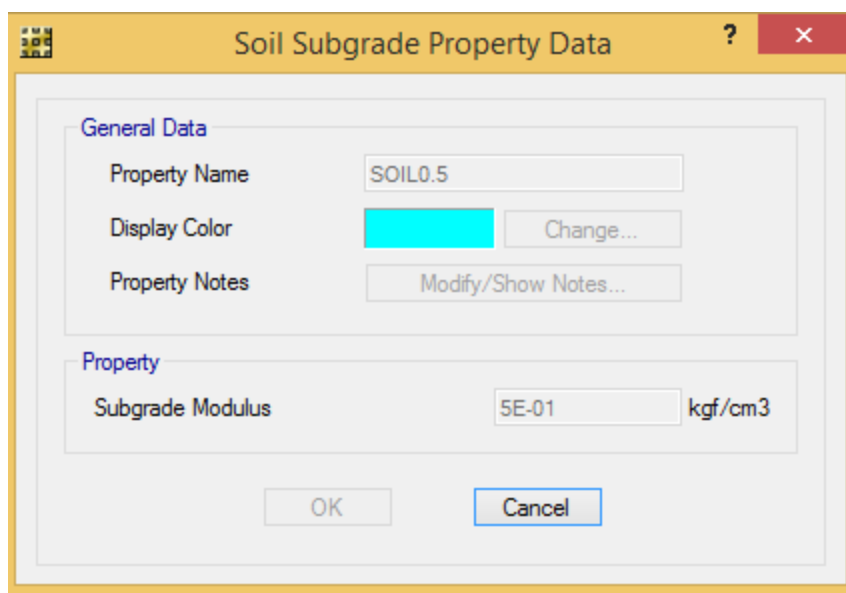 Soil Subgrade Property Data ?
General Data
Property Name SOIL0.5
Display Color Change...
Property Notes Modify/Show Notes...
Property
Subgrade Modulus 5E-01 kgf/cm3
OK Cancel